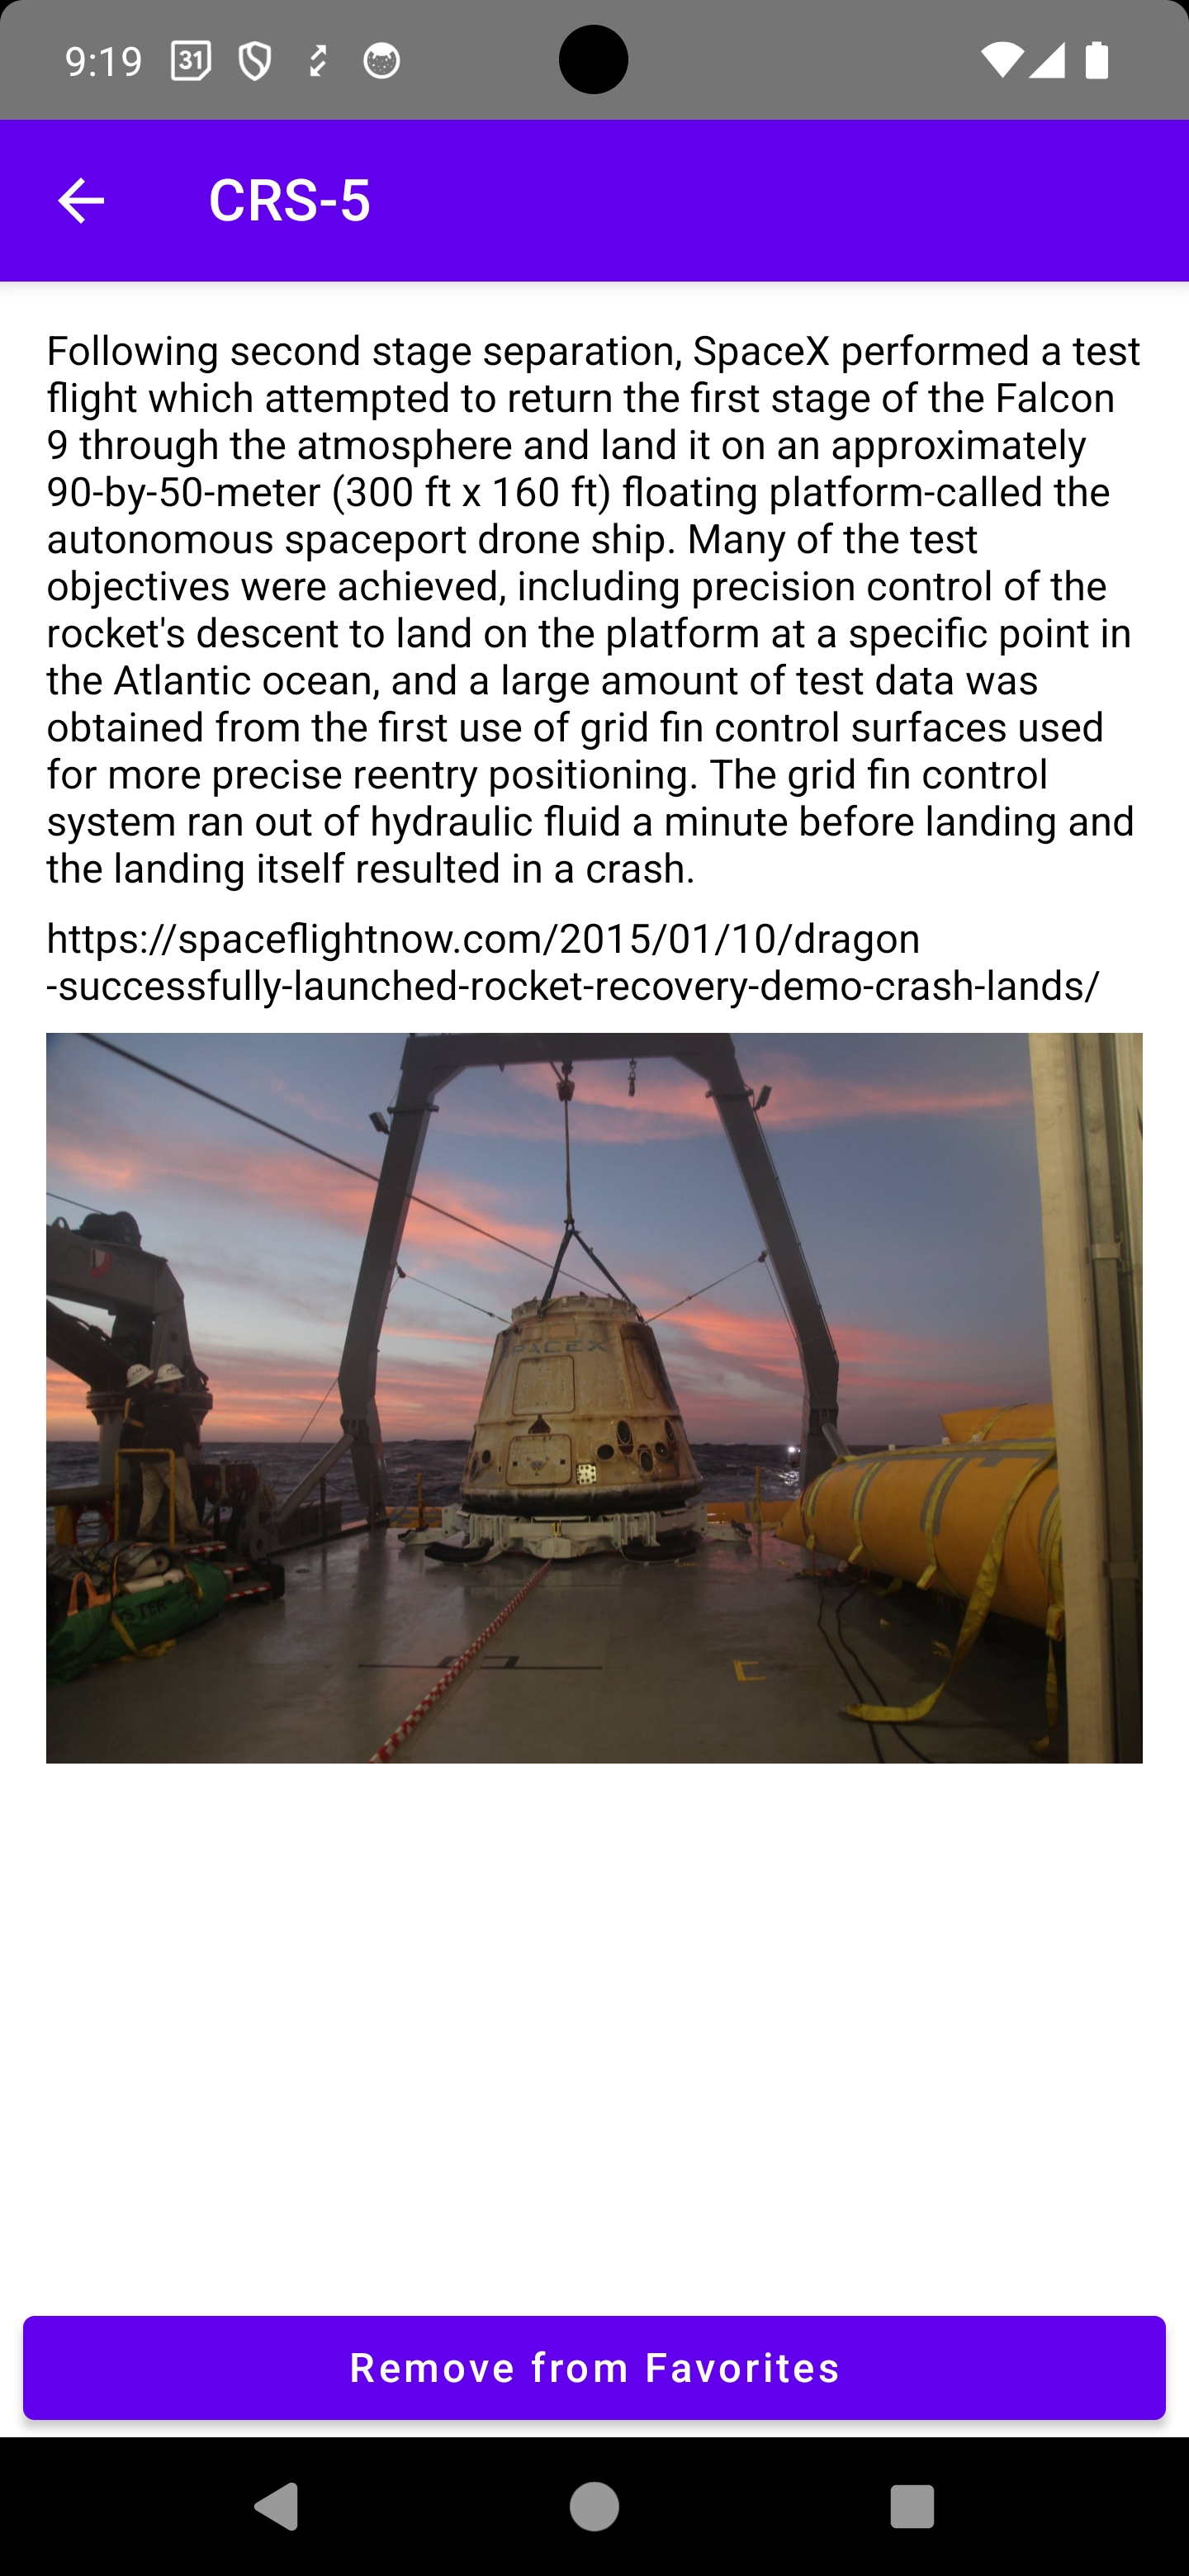 9:19 31
CRS-5
Following second stage separation, SpaceX performed a test
flight which attempted to return the first stage of the Falcon
9 through the atmosphere and land it on an approximately
90-by-50-meter (300 ft x 160 ft) floating platform-called the
autonomous spaceport drone ship. Many of the test
objectives were achieved, including precision control of the
rocket's descent to land on the platform at a specific point in
the Atlantic ocean, and a large amount of test data was
obtained from the first use of grid fin control surfaces used
for more precise reentry positioning. The grid fin control
system ran out of hydraulic fluid a minute before landing and
the landing itself resulted in a crash.
https://spaceflightnow.com/2015/01/10/dragon
-successfully-launched-rocket-recovery-demo-crash-lands/
SPACEX
Remove from Favorites